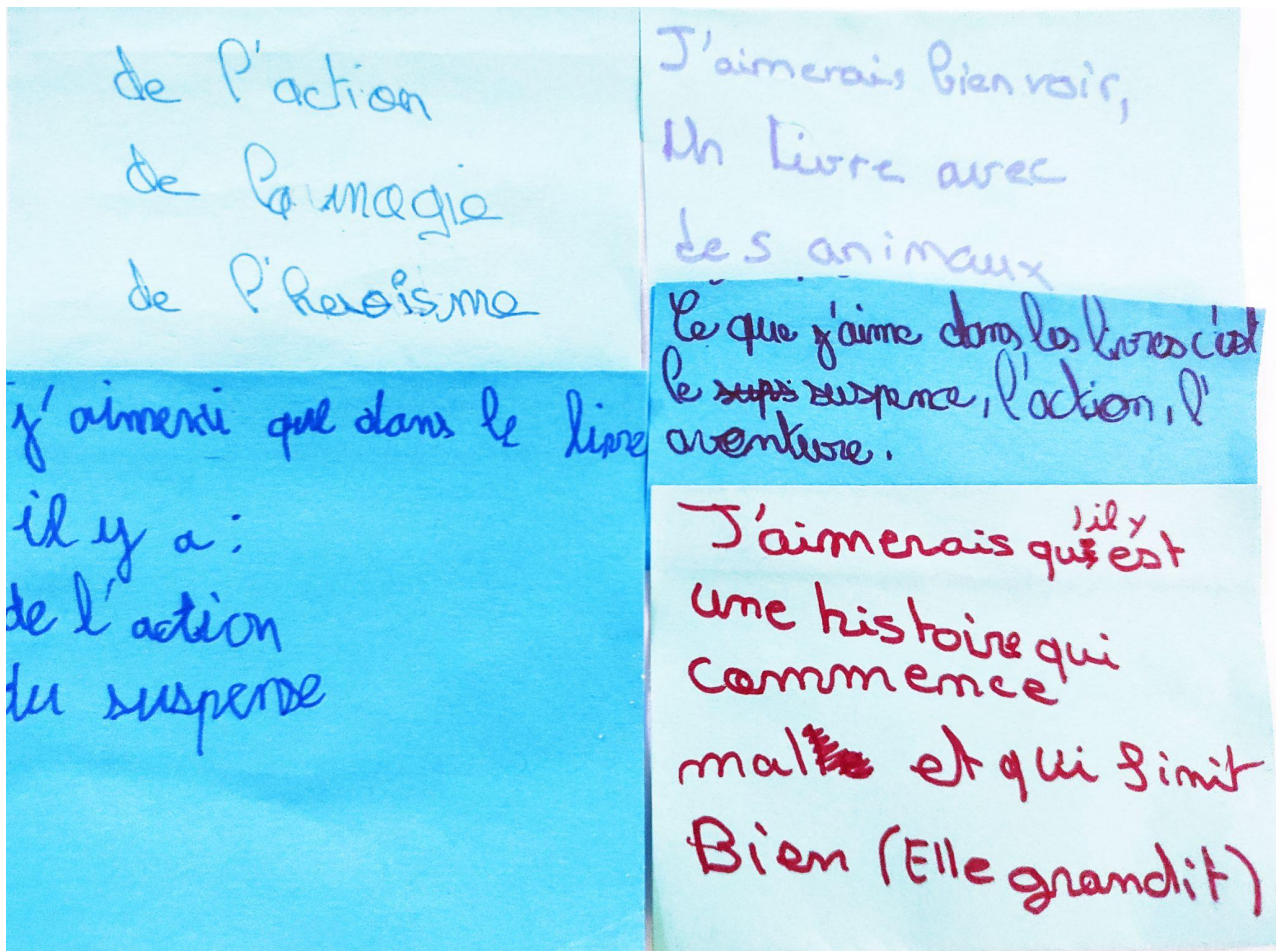 de l'action
de la magie
de l'heroïsme
J'aimerais bien voir,
Un livre avec
des animaux
Ce que j'aime dans les livres c'est
le sups suspence, l'action, l'
aventure.
j'aimerai que dans le livre
il y a :
de l'action
du suspense
J'aimerais qu'il y est
une histoire qui
commence
mal et qui finit
Bien (Elle grandit)